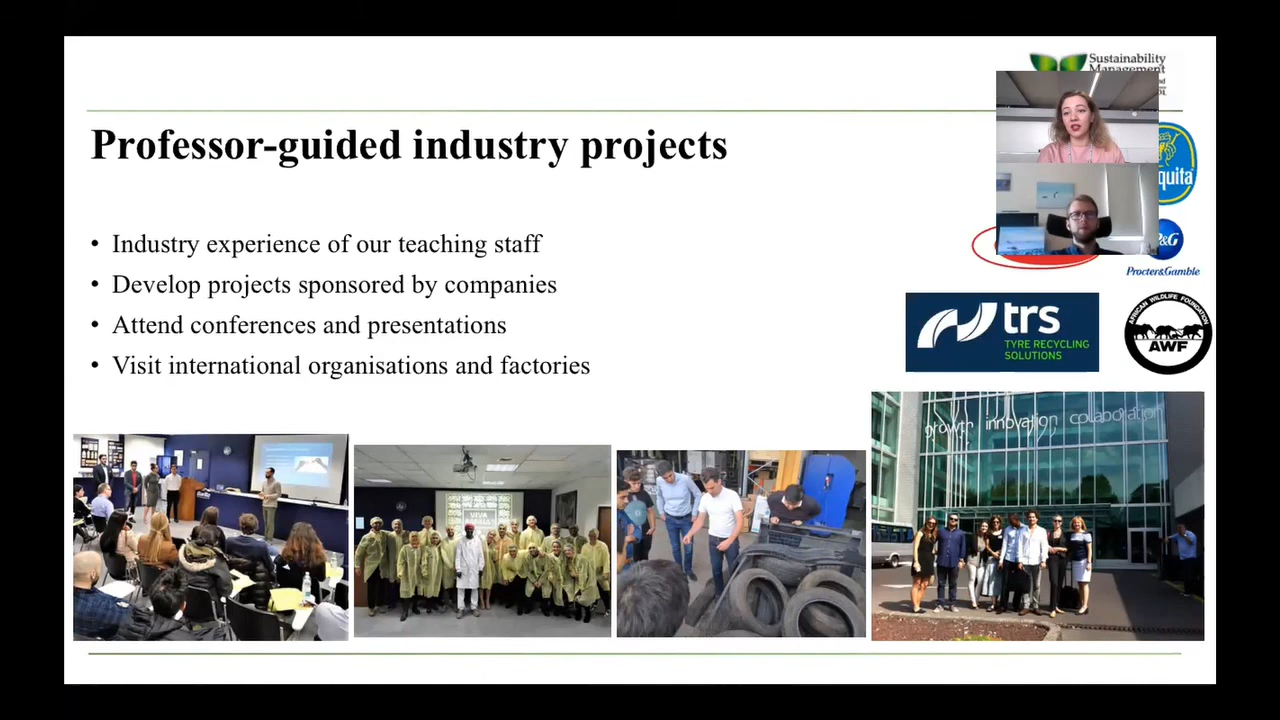 Sustainability
Management
Professor-guided industry projects
• Industry experience of our teaching staff
• Develop projects sponsored by companies
• Attend conferences and presentations
• Visit international organisations and factories
quita
P&G
Procter&Gamble
trs
TYRE RECYCLING
SOLUTIONS
AFRICAN WILDLIFE FOUNDATION
AWF
growth innovation collaboration
VIVA